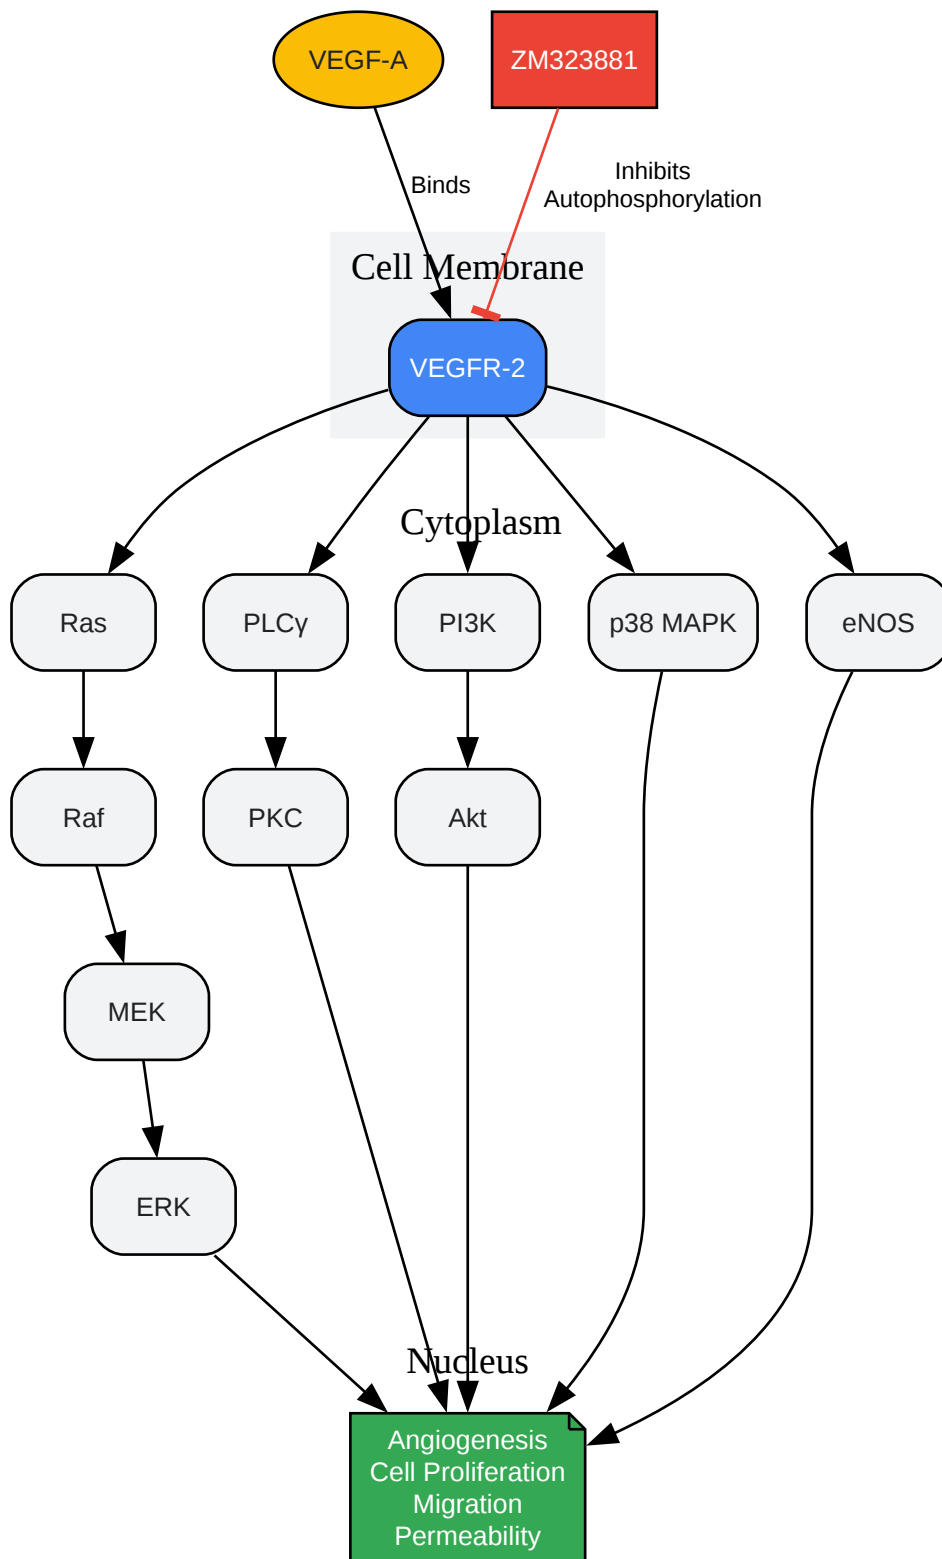 VEGF-A
ZM323881
Binds
Inhibits
Autophosphorylation
Cell Membrane
VEGFR-2
Cytoplasm
Ras
PLCγ
PI3K
p38 MAPK
eNOS
Raf
PKC
Akt
MEK
ERK
Nucleus
Angiogenesis
Cell Proliferation
Migration
Permeability